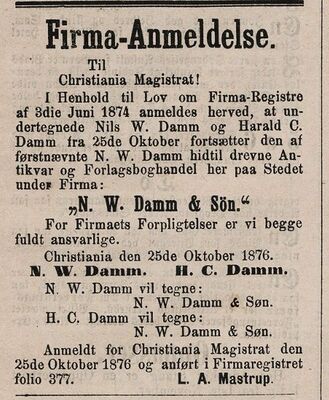 Firma-Anmeldelse.
Til
Christiania Magistrat!
I Henhold til Lov om Firma-Registre
af 3die Juni 1874 anmeldes herved, at un-
dertegnede Nils W. Damm og Harald C.
Damm fra 25de Oktober fortsætter den af
førstnævnte N. W. Damm hidtil drevne An-
tikvar og Forlagsboghandel her paa Stedet
under Firma:
„N. W. Damm & Sön.“
For Firmaets Forpligtelser er vi begge
fuldt ansvarlige.
Christiania den 25de Oktober 1876.
N. W. Damm. H. C. Damm.
N. W. Damm vil tegne:
N. W. Damm & Søn.
H. C. Damm vil tegne:
N. W. Damm & Søn.
Anmeldt for Christiania Magistrat den
25de Oktober 1876 og anført i Firmaregistret
folio 377. L. A. Mastrup.